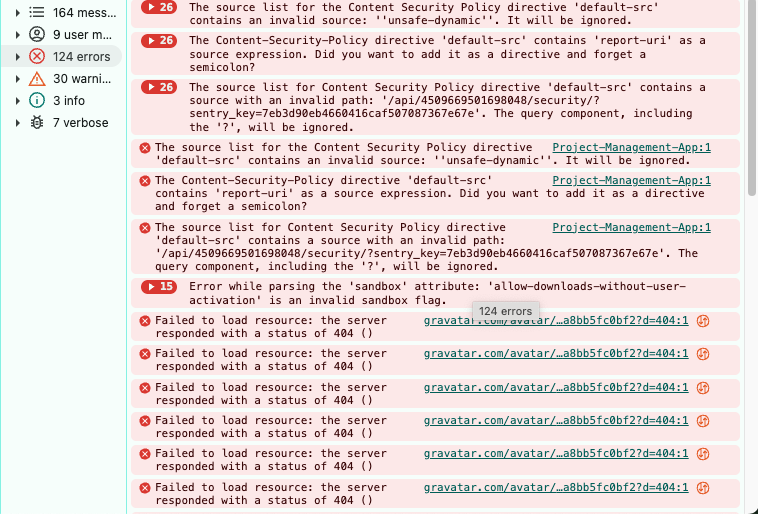 164 mess...
9 user m...
124 errors
30 warni...
3 info
7 verbose
26 The source list for the Content Security Policy directive 'default-src'
contains an invalid source: ''unsafe-dynamic''. It will be ignored.
26 The Content-Security-Policy directive 'default-src' contains 'report-uri' as a
source expression. Did you want to add it as a directive and forget a
semicolon?
26 The source list for Content Security Policy directive 'default-src' contains a
source with an invalid path: '/api/4509669501698048/security/?
sentry_key=7eb3d90eb4660416caf507087367e67e'. The query component, including
the '?', will be ignored.
The source list for the Content Security Policy directive Project-Management-App:1
'default-src' contains an invalid source: ''unsafe-dynamic''. It will be ignored.
The Content-Security-Policy directive 'default-src' Project-Management-App:1
contains 'report-uri' as a source expression. Did you want to add it as a directive
and forget a semicolon?
The source list for Content Security Policy directive Project-Management-App:1
'default-src' contains a source with an invalid path:
'/api/4509669501698048/security/?sentry_key=7eb3d90eb4660416caf507087367e67e'. The
query component, including the '?', will be ignored.
15 Error while parsing the 'sandbox' attribute: 'allow-downloads-without-user-
activation' is an invalid sandbox flag.
124 errors
Failed to load resource: the server gravatar.com/avatar/…a8bb5fc0bf2?d=404:1
responded with a status of 404 ()
Failed to load resource: the server gravatar.com/avatar/…a8bb5fc0bf2?d=404:1
responded with a status of 404 ()
Failed to load resource: the server gravatar.com/avatar/…a8bb5fc0bf2?d=404:1
responded with a status of 404 ()
Failed to load resource: the server gravatar.com/avatar/…a8bb5fc0bf2?d=404:1
responded with a status of 404 ()
Failed to load resource: the server gravatar.com/avatar/…a8bb5fc0bf2?d=404:1
responded with a status of 404 ()
Failed to load resource: the server gravatar.com/avatar/…a8bb5fc0bf2?d=404:1
responded with a status of 404 ()